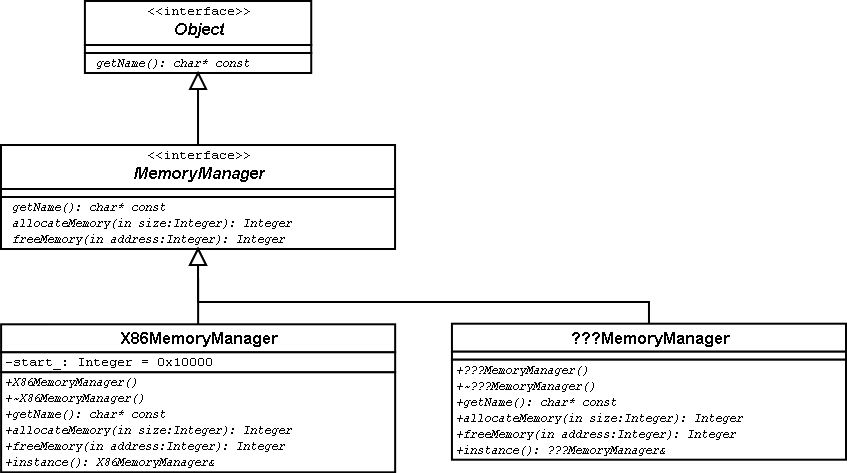 <<interface>>
Object
getName(): char* const
<<interface>>
MemoryManager
getName(): char* const
allocateMemory(in size:Integer): Integer
freeMemory(in address:Integer): Integer
X86MemoryManager
-start_: Integer = 0x10000
+X86MemoryManager()
+~X86MemoryManager()
+getName(): char* const
+allocateMemory(in size:Integer): Integer
+freeMemory(in address:Integer): Integer
+instance(): X86MemoryManager&
???MemoryManager
+???MemoryManager()
+~???MemoryManager()
+getName(): char* const
+allocateMemory(in size:Integer): Integer
+freeMemory(in address:Integer): Integer
+instance(): ???MemoryManager&